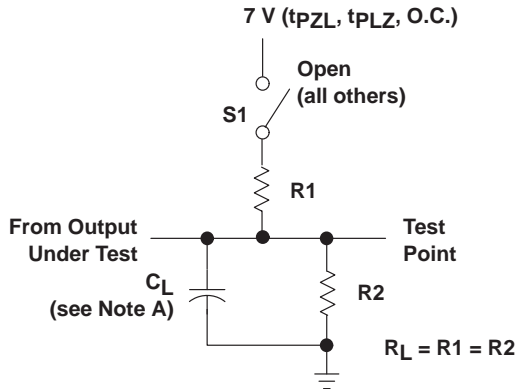 7 V (tPZL, tPLZ, O.C.)
Open
(all others)
S1
R1
From Output
Under Test
Test
Point
CL
(see Note A)
R2
RL = R1 = R2